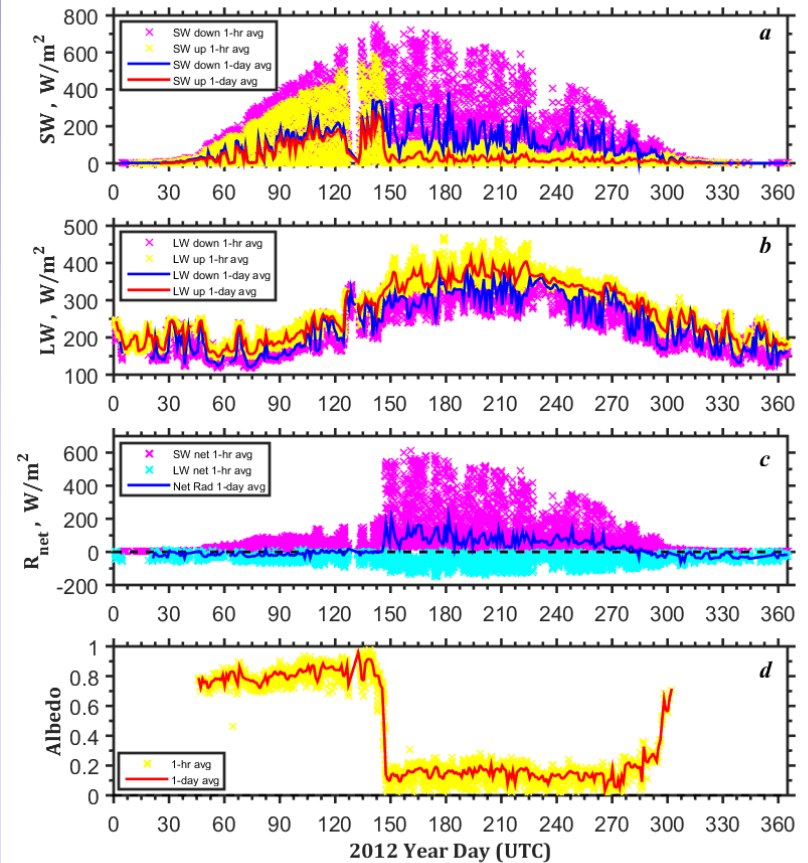 a
SW down 1-hr avg
SW up 1-hr avg
SW down 1-day avg
SW up 1-day avg
SW , W/m²
800
600
400
200
0
0 30 60 90 120 150 180 210 240 270 300 330 360
b
LW down 1-hr avg
LW up 1-hr avg
LW down 1-day avg
LW up 1-day avg
LW , W/m²
500
400
300
200
100
0 30 60 90 120 150 180 210 240 270 300 330 360
c
SW net 1-hr avg
LW net 1-hr avg
Net Rad 1-day avg
Rnet , W/m²
600
400
200
0
-200
0 30 60 90 120 150 180 210 240 270 300 330 360
d
1-hr avg
1-day avg
Albedo
1
0.8
0.6
0.4
0.2
0
0 30 60 90 120 150 180 210 240 270 300 330 360
2012 Year Day (UTC)